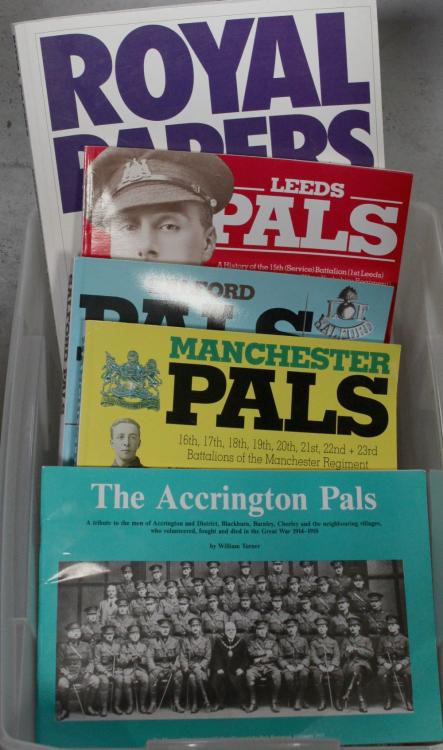 ROYAL
PAPERS
LEEDS
PALS
A History of the 15th (Service) Battalion (1st Leeds)
SALFORD
PALS
SALFORD
MANCHESTER
PALS
16th, 17th, 18th, 19th, 20th, 21st, 22nd + 23rd
Battalions of the Manchester Regiment
The Accrington Pals
A tribute to the men of Accrington and District, Blackburn, Burnley, Chorley and the neighbouring villages,
who volunteered, fought and died in the Great War 1914-1918
by William Turner